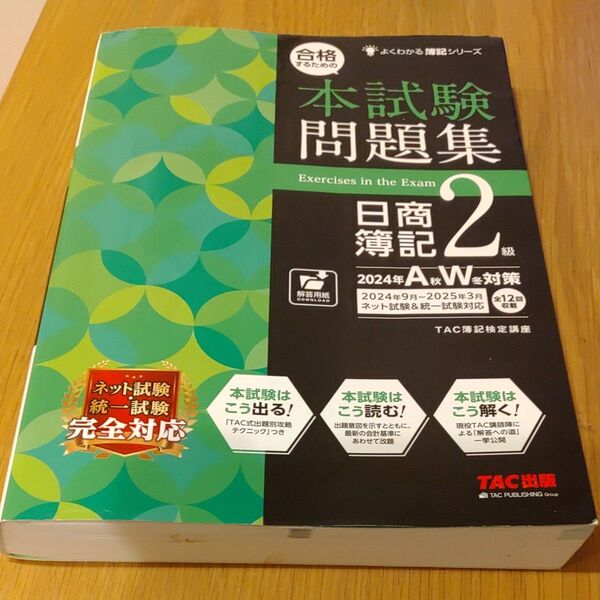 合格
するための
よくわかる簿記シリーズ
本試験
問題集
Exercises in the Exam
日商
簿記
2級
解答用紙
DOWNLOAD
2024年A秋W冬対策
2024年9月~2025年3月
ネット試験&統一試験対応
全12回
収載
TAC簿記検定講座
ネット試験
統一試験
完全対応
本試験は
こう出る!
「TAC式出題別攻略
テクニック」つき
本試験は
こう読む!
出題意図を示すとともに、
最新の会計基準に
あわせて改題
本試験は
こう解く!
現役TAC講師陣に
よる「解答への道」
一挙公開
TAC出版
TAC PUBLISHING Group